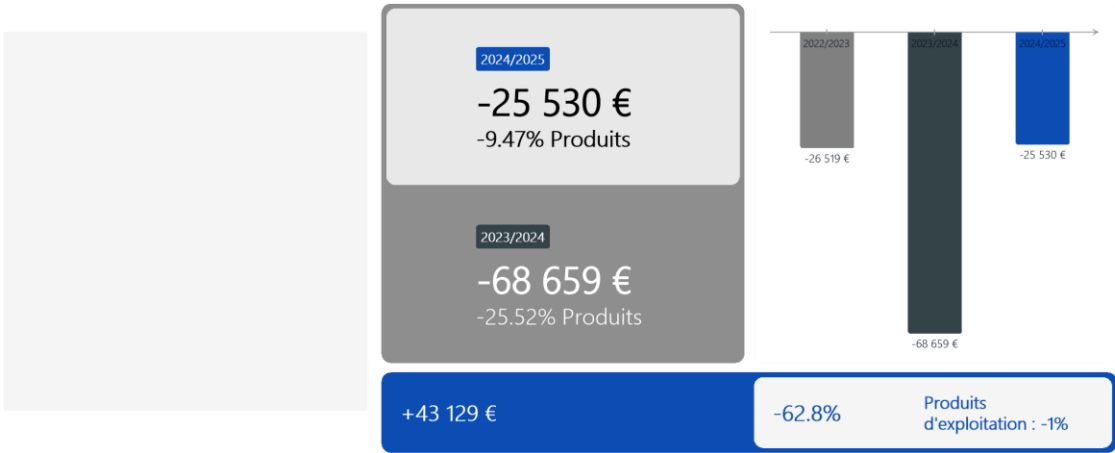 2024/2025
-25 530 €
-9.47% Produits
2023/2024
-68 659 €
-25.52% Produits
2022/2023
2023/2024
2024/2025
-26 519 €
-25 530 €
-68 659 €
+43 129 €
-62.8%
Produits
d'exploitation : -1%